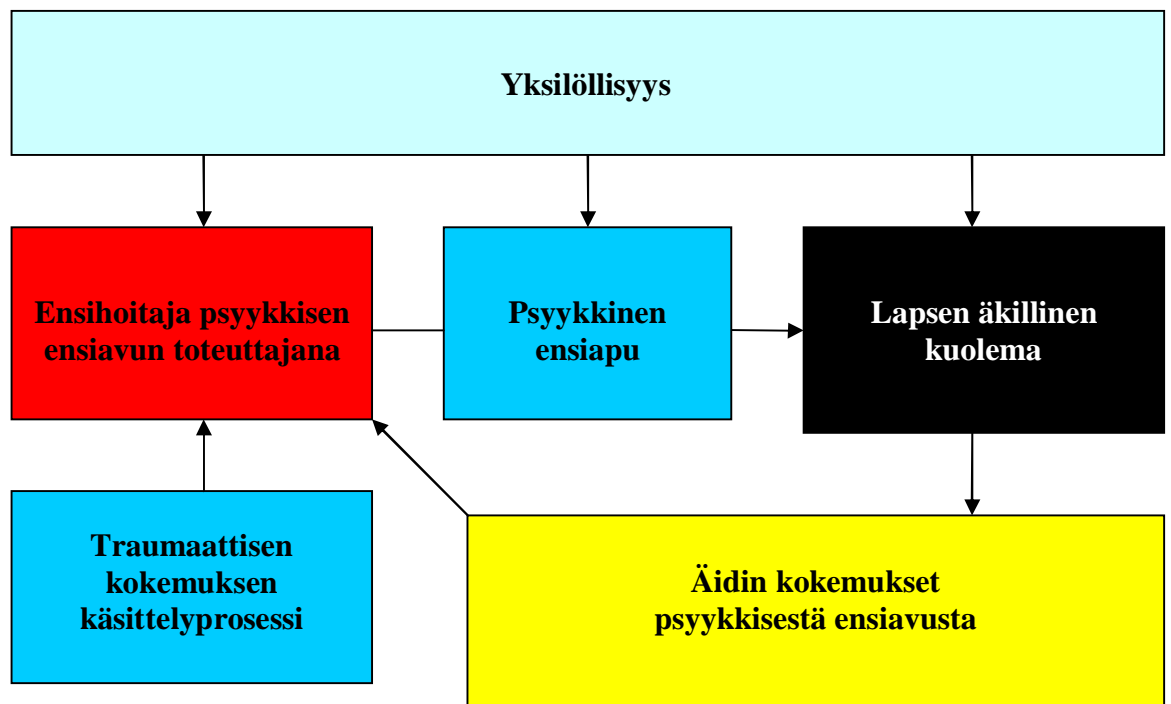 Yksilöllisyys
Ensihoitaja psyykkisen
ensiavun toteuttajana
Psyykkinen
ensiapu
Lapsen äkillinen
kuolema
Traumaattisen
kokemuksen
käsittelyprosessi
Äidin kokemukset
psyykkisestä ensiavusta